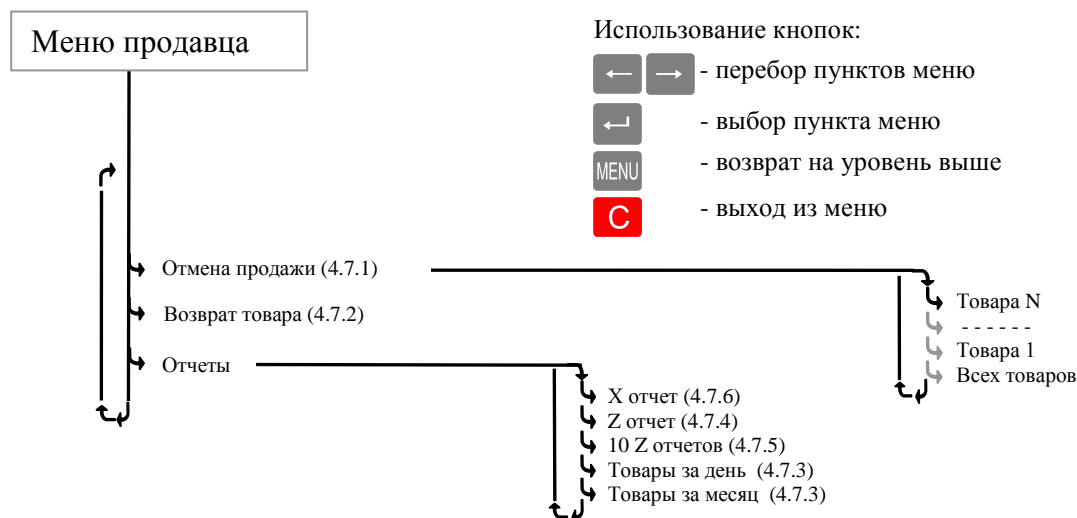 Меню продавца
Использование кнопок:
← → - перебор пунктов меню
↵ - выбор пункта меню
MENU - возврат на уровень выше
C - выход из меню
Отмена продажи (4.7.1)
Возврат товара (4.7.2)
Отчеты
Товара N
- - - - - -
Товара 1
Всех товаров
X отчет (4.7.6)
Z отчет (4.7.4)
10 Z отчетов (4.7.5)
Товары за день (4.7.3)
Товары за месяц (4.7.3)